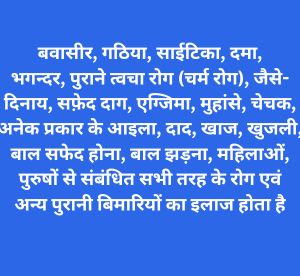 बवासीर, गठिया, साईटिका, दमा,
भगन्दर, पुराने त्वचा रोग (चर्म रोग), जैसे-
दिनाय, सफ़ेद दाग, एग्जिमा, मुहांसे, चेचक,
अनेक प्रकार के आइला, दाद, खाज, खुजली,
बाल सफेद होना, बाल झड़ना, महिलाओं,
पुरुषों से संबंधित सभी तरह के रोग एवं
अन्य पुरानी बिमारियों का इलाज होता है